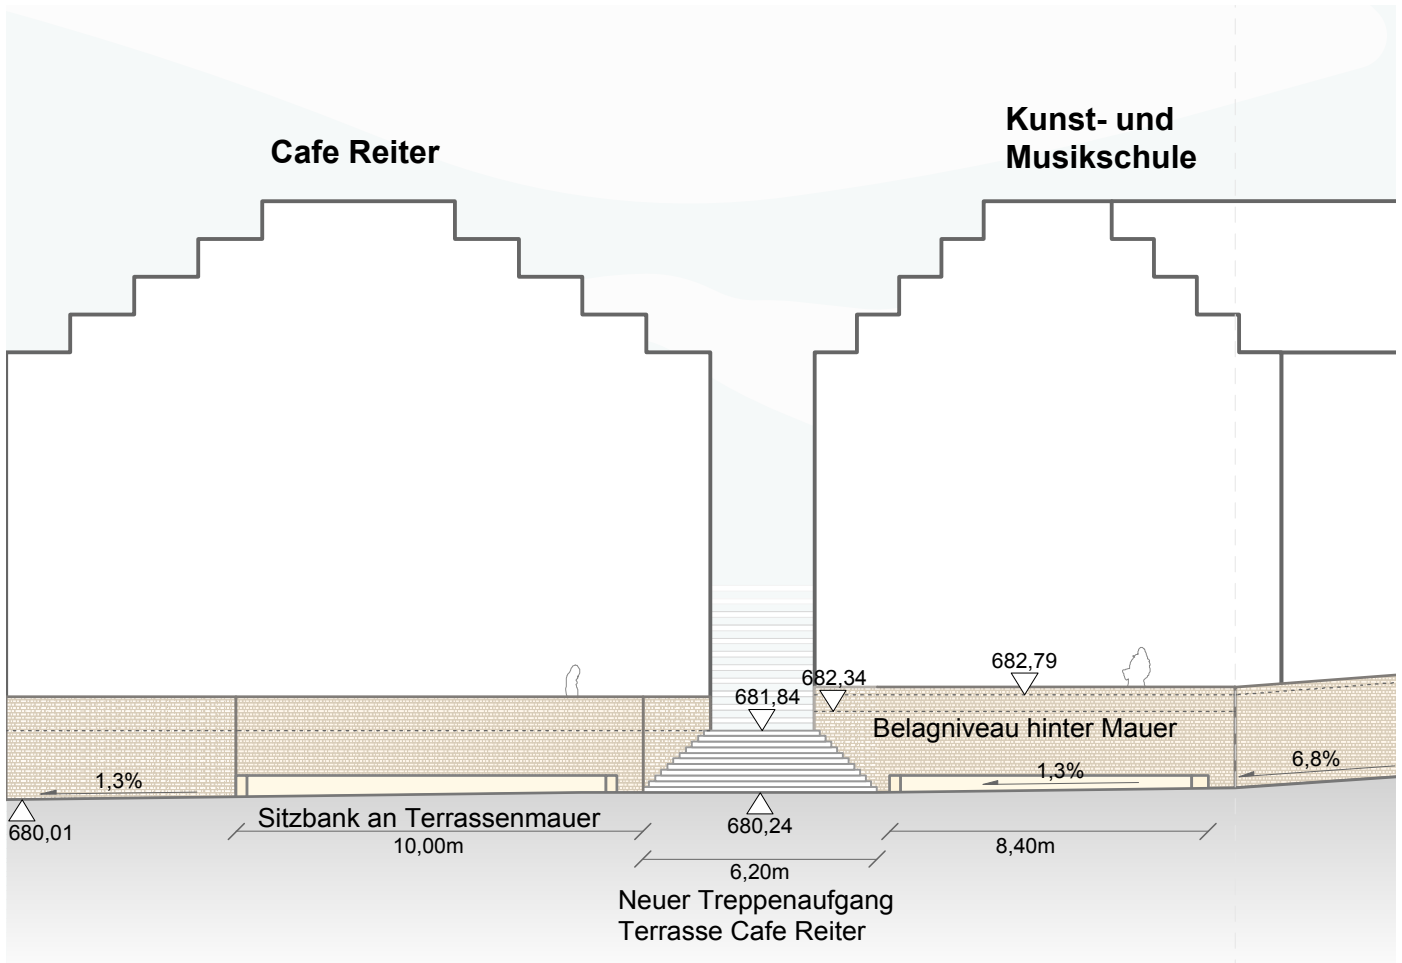 Kunst- und
Musikschule
Cafe Reiter
682,79
682,34
681,84
Belagniveau hinter Mauer
6,8%
1,3%
1,3%
680,01
Sitzbank an Terrassenmauer
680,24
10,00m
8,40m
6,20m
Neuer Treppenaufgang
Terrasse Cafe Reiter